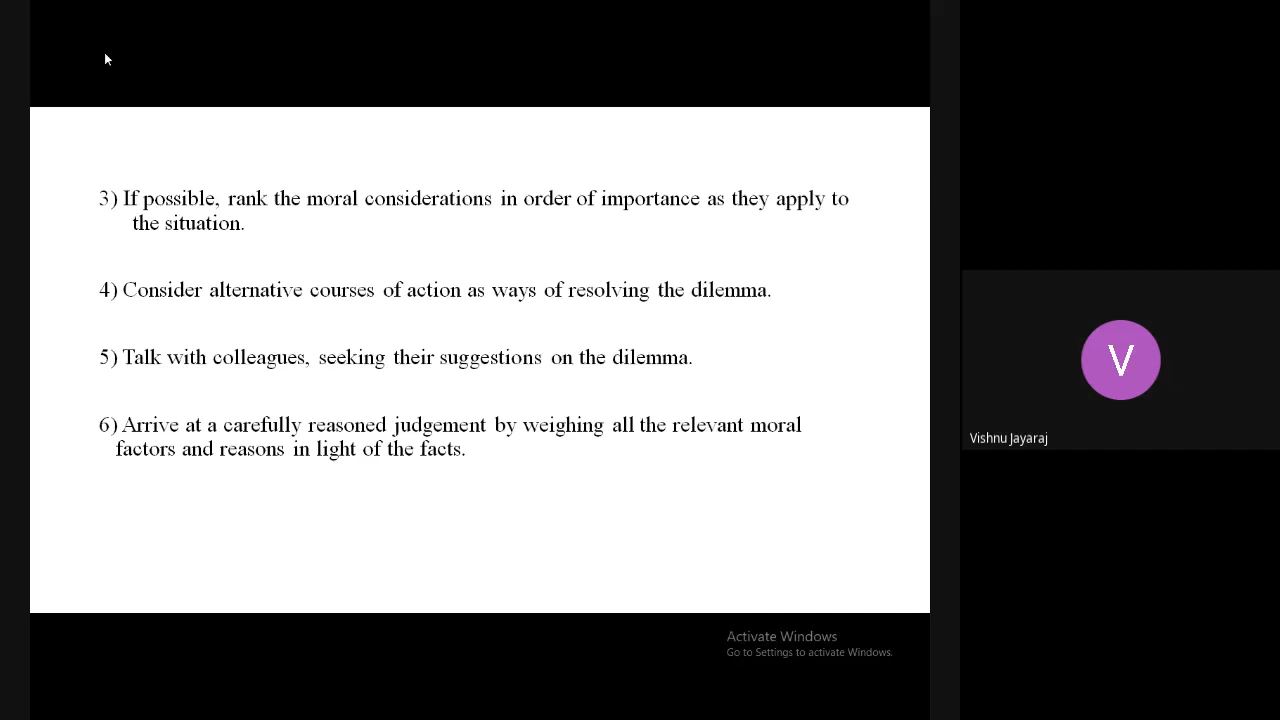 3) If possible, rank the moral considerations in order of importance as they apply to
the situation.
4) Consider alternative courses of action as ways of resolving the dilemma.
5) Talk with colleagues, seeking their suggestions on the dilemma.
6) Arrive at a carefully reasoned judgement by weighing all the relevant moral
factors and reasons in light of the facts.
V
Vishnu Jayaraj
Activate Windows
Go to Settings to activate Windows.